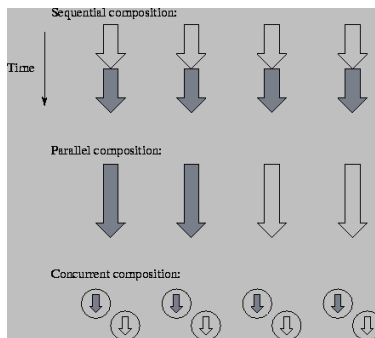 Sequential composition:
Time
Parallel composition:
Concurrent composition: